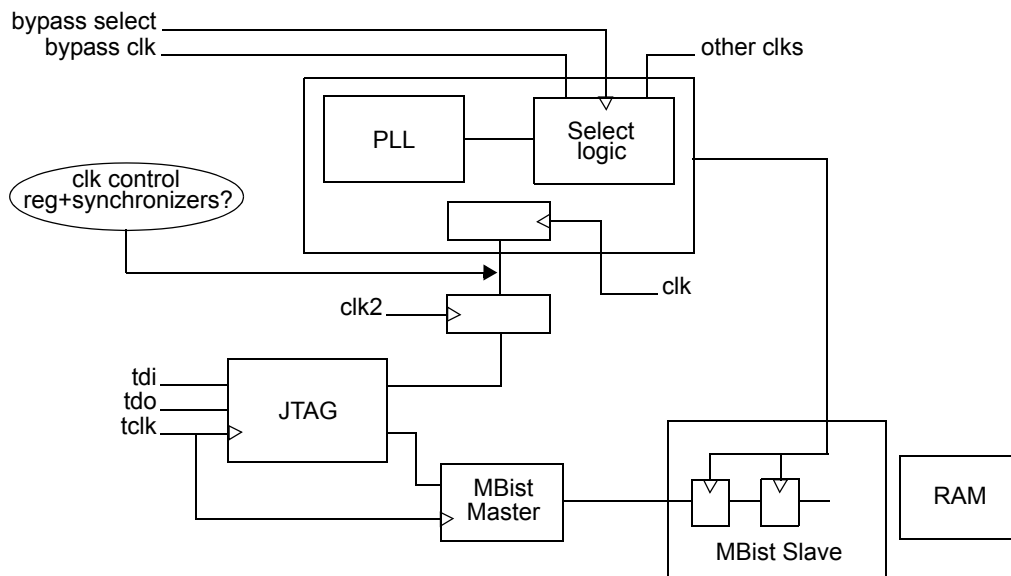 bypass select
bypass clk
other clks
PLL
Select
logic
clk control
reg+synchronizers?
clk
clk2
tdi
tdo
tclk
JTAG
MBist
Master
RAM
MBist Slave